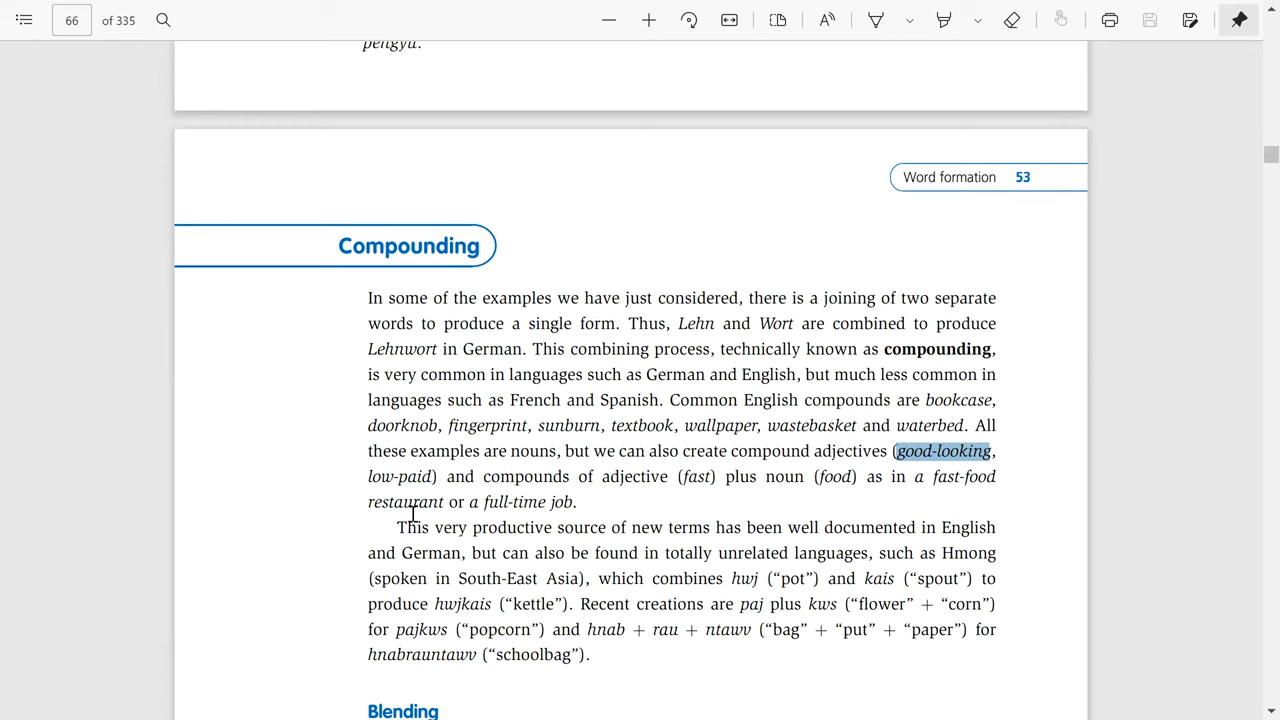 66 of 335
pengyu.
Word formation 53
Compounding
In some of the examples we have just considered, there is a joining of two separate
words to produce a single form. Thus, Lehn and Wort are combined to produce
Lehnwort in German. This combining process, technically known as compounding,
is very common in languages such as German and English, but much less common in
languages such as French and Spanish. Common English compounds are bookcase,
doorknob, fingerprint, sunburn, textbook, wallpaper, wastebasket and waterbed. All
these examples are nouns, but we can also create compound adjectives (good-looking,
low-paid) and compounds of adjective (fast) plus noun (food) as in a fast-food
restaurant or a full-time job.
This very productive source of new terms has been well documented in English
and German, but can also be found in totally unrelated languages, such as Hmong
(spoken in South-East Asia), which combines hwj (“pot”) and kais (“spout”) to
produce hwjkais (“kettle”). Recent creations are paj plus kws (“flower” + “corn”)
for pajkws (“popcorn”) and hnab + rau + ntawv (“bag” + “put” + “paper”) for
hnabrauntawv (“schoolbag”).
Blending